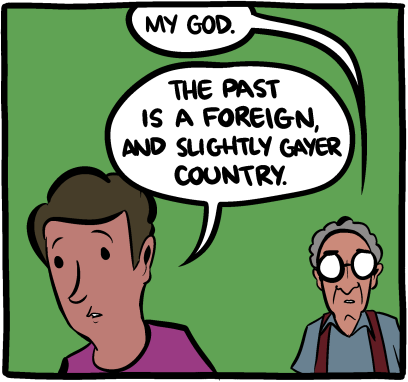 MY GOD.
THE PAST
IS A FOREIGN,
AND SLIGHTLY GAYER
COUNTRY.